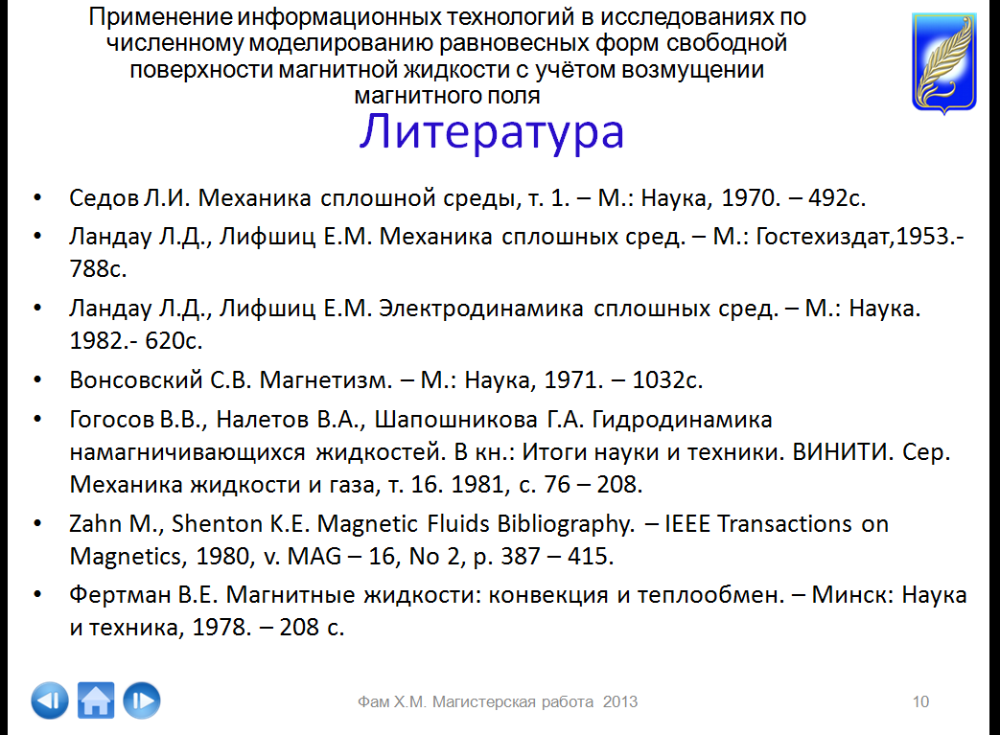 Применение информационных технологий в исследованиях по
численному моделированию равновесных форм свободной
поверхности магнитной жидкости с учётом возмущении
магнитного поля
Литература
• Седов Л.И. Механика сплошной среды, т. 1. – М.: Наука, 1970. – 492с.
• Ландау Л.Д., Лифшиц Е.М. Механика сплошных сред. – М.: Гостехиздат,1953.-
788с.
• Ландау Л.Д., Лифшиц Е.М. Электродинамика сплошных сред. – М.: Наука.
1982.- 620с.
• Вонсовский С.В. Магнетизм. – М.: Наука, 1971. – 1032с.
• Гогосов В.В., Налетов В.А., Шапошникова Г.А. Гидродинамика
намагничивающихся жидкостей. В кн.: Итоги науки и техники. ВИНИТИ. Сер.
Механика жидкости и газа, т. 16. 1981, с. 76 – 208.
• Zahn M., Shenton K.E. Magnetic Fluids Bibliography. – IEEE Transactions on
Magnetics, 1980, v. MAG – 16, No 2, p. 387 – 415.
• Фертман В.Е. Магнитные жидкости: конвекция и теплообмен. – Минск: Наука
и техника, 1978. – 208 с.
Фам Х.М. Магистерская работа 2013
10